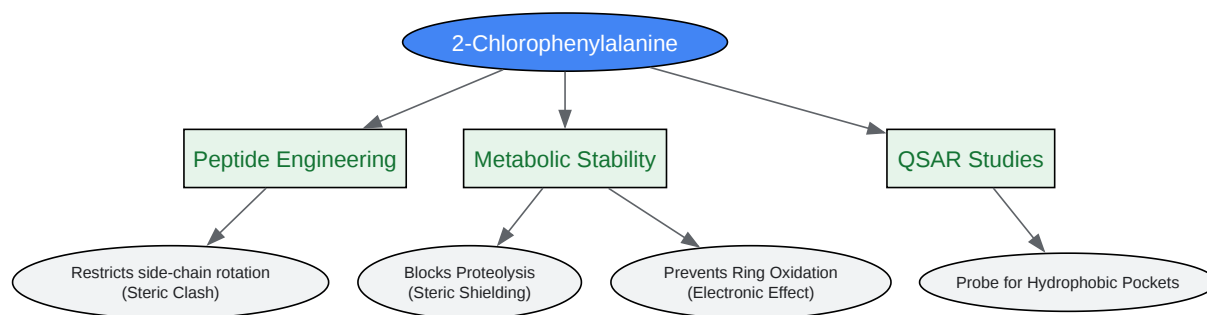 2-Chlorophenylalanine
Peptide Engineering
Metabolic Stability
QSAR Studies
Restricts side-chain rotation
(Steric Clash)
Blocks Proteolysis
(Steric Shielding)
Prevents Ring Oxidation
(Electronic Effect)
Probe for Hydrophobic Pockets